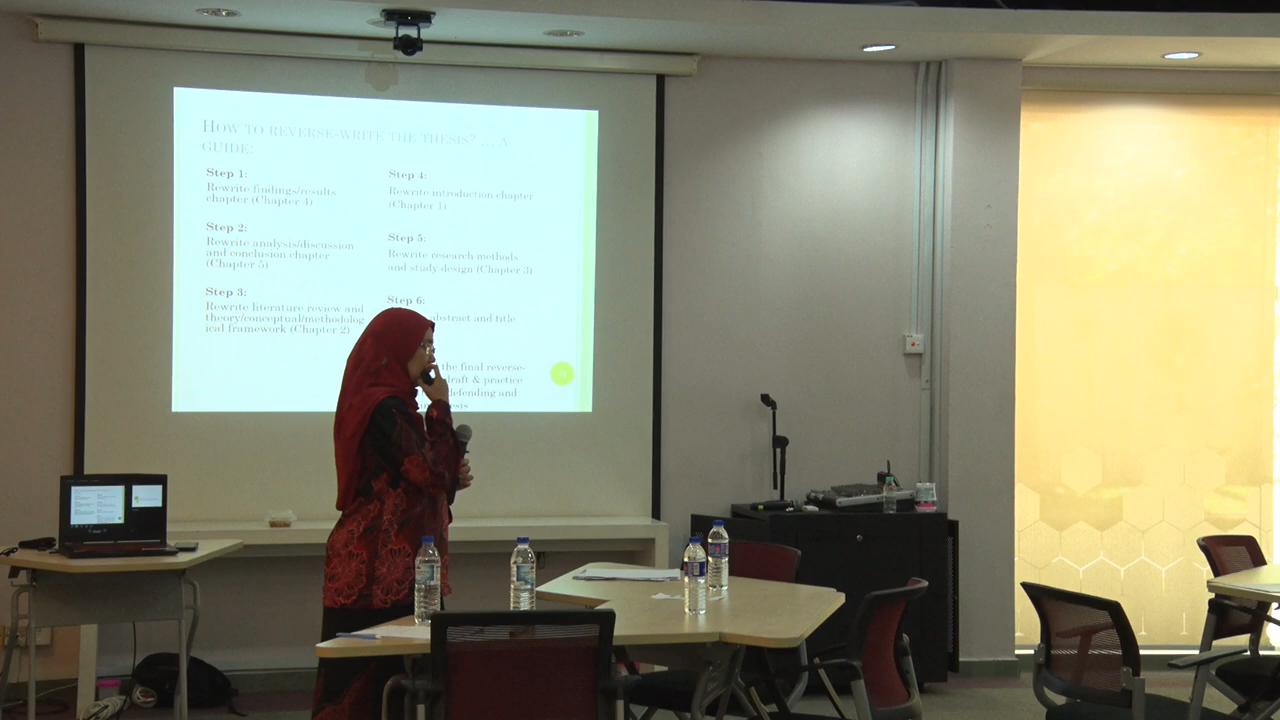 HOW TO REVERSE-WRITE THE THESIS? ... A
GUIDE:
Step 1:
Rewrite findings/results
chapter (Chapter 4)
Step 2:
Rewrite analysis/discussion
and conclusion chapter
(Chapter 5)
Step 3:
Rewrite literature review and
theory/conceptual/methodolog
ical framework (Chapter 2)
Step 4:
Rewrite introduction chapter
(Chapter 1)
Step 5:
Rewrite research methods
and study design (Chapter 3)
Step 6:
abstract and title
the final reverse-
draft & practice
defending and